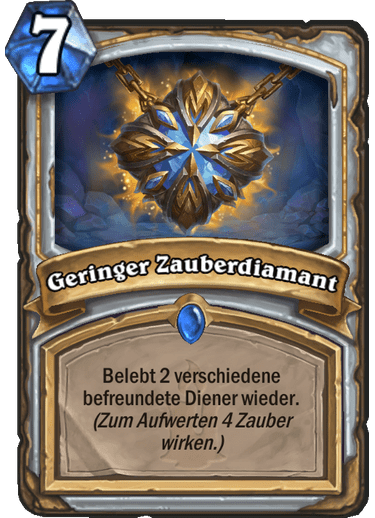 7
Geringer Zauberdiamant
Belebt 2 verschiedene
befreundete Diener wieder.
(Zum Aufwerten 4 Zauber
wirken.)